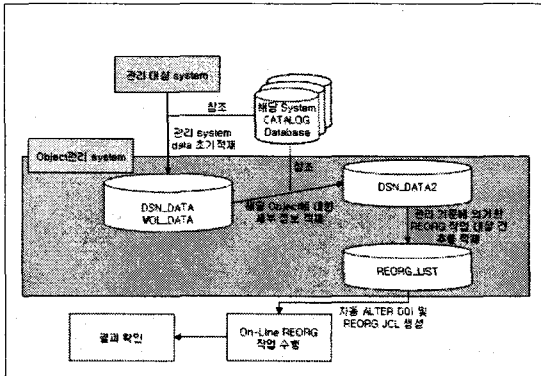 관리 대상 system
참조
해당 System
CATALOG
Database
관리 system
data 초기적재
Object관리 system
참조
DSN_DATA
VOL_DATA
해당 Object에 대한
세부 정보 적재
DSN_DATA2
관리 기준에 의거한
REORG 작업 대상 건
추출 적재
REORG_LIST
자동 ALTER DDL 및
REORG JCL 생성
On-Line REORG
작업 수행
결과 확인